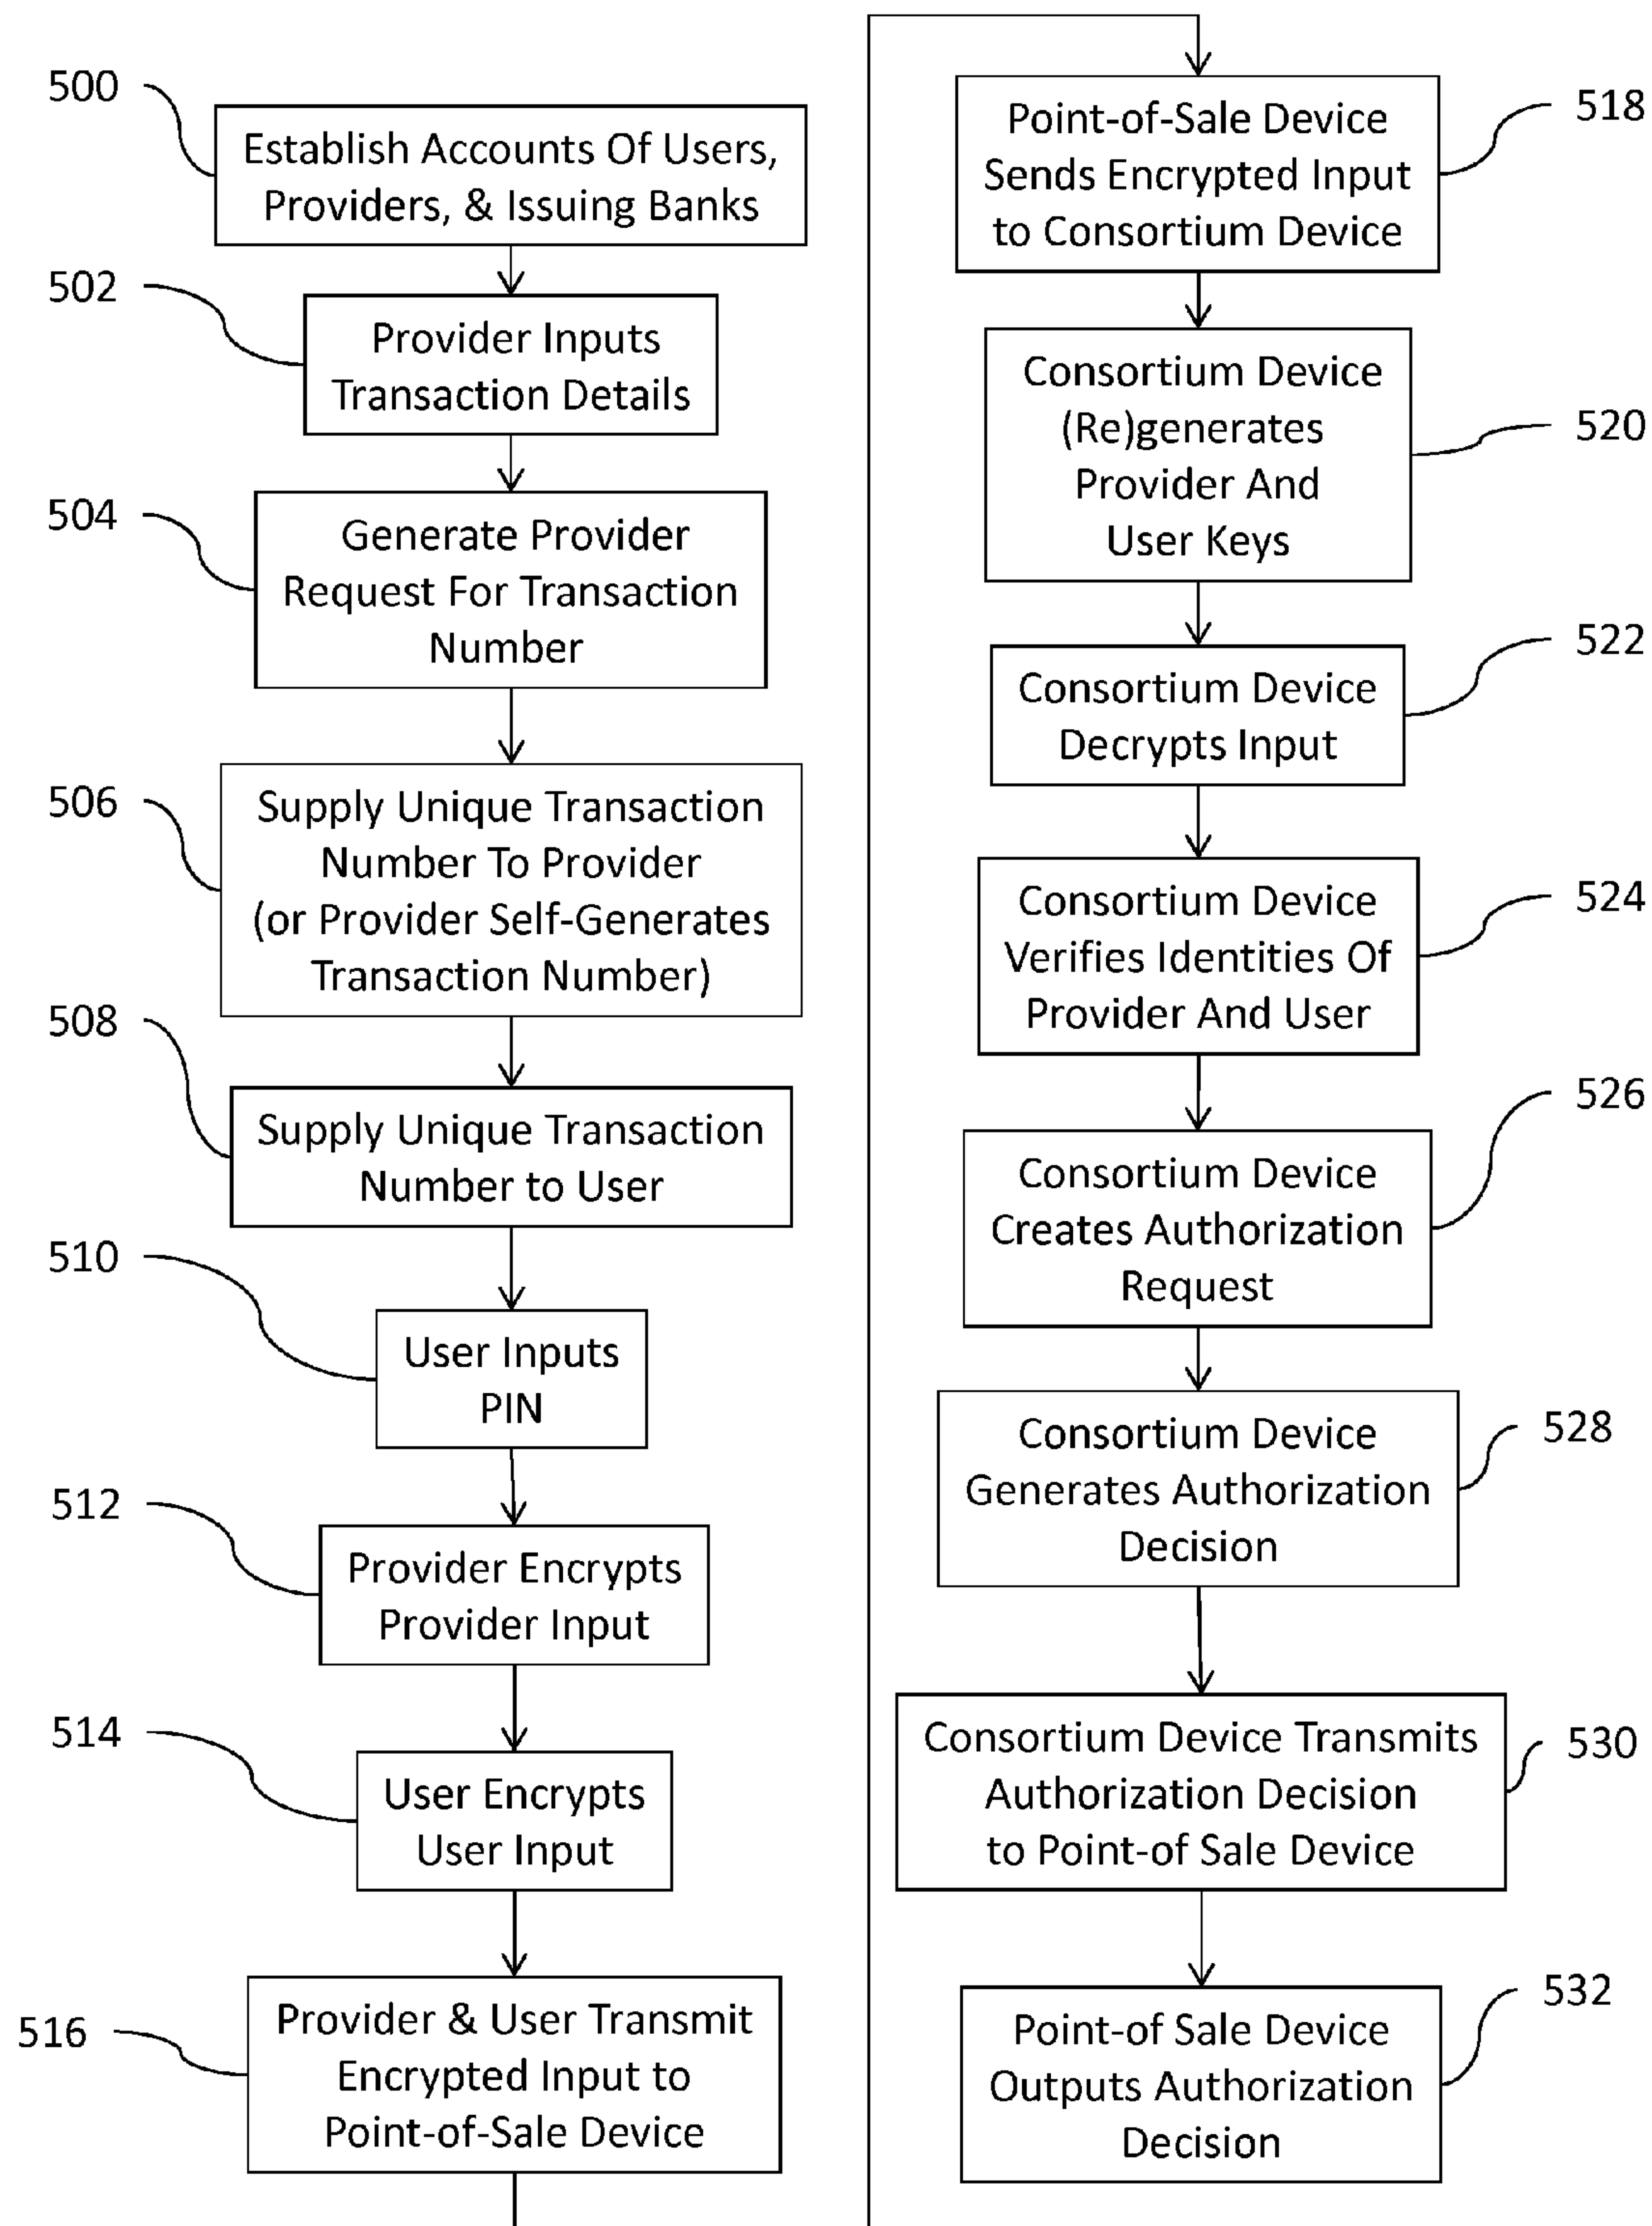 500
Establish Accounts Of Users,
Providers, & Issuing Banks
502
Provider Inputs
Transaction Details
504
Generate Provider
Request For Transaction
Number
506
Supply Unique Transaction
Number To Provider
(or Provider Self-Generates
Transaction Number)
508
Supply Unique Transaction
Number to User
510
User Inputs
PIN
512
Provider Encrypts
Provider Input
514
User Encrypts
User Input
516
Provider & User Transmit
Encrypted Input to
Point-of-Sale Device
518
Point-of-Sale Device
Sends Encrypted Input
to Consortium Device
520
Consortium Device
(Re)generates
Provider And
User Keys
522
Consortium Device
Decrypts Input
524
Consortium Device
Verifies Identities Of
Provider And User
526
Consortium Device
Creates Authorization
Request
528
Consortium Device
Generates Authorization
Decision
530
Consortium Device Transmits
Authorization Decision
to Point-of Sale Device
532
Point-of Sale Device
Outputs Authorization
Decision